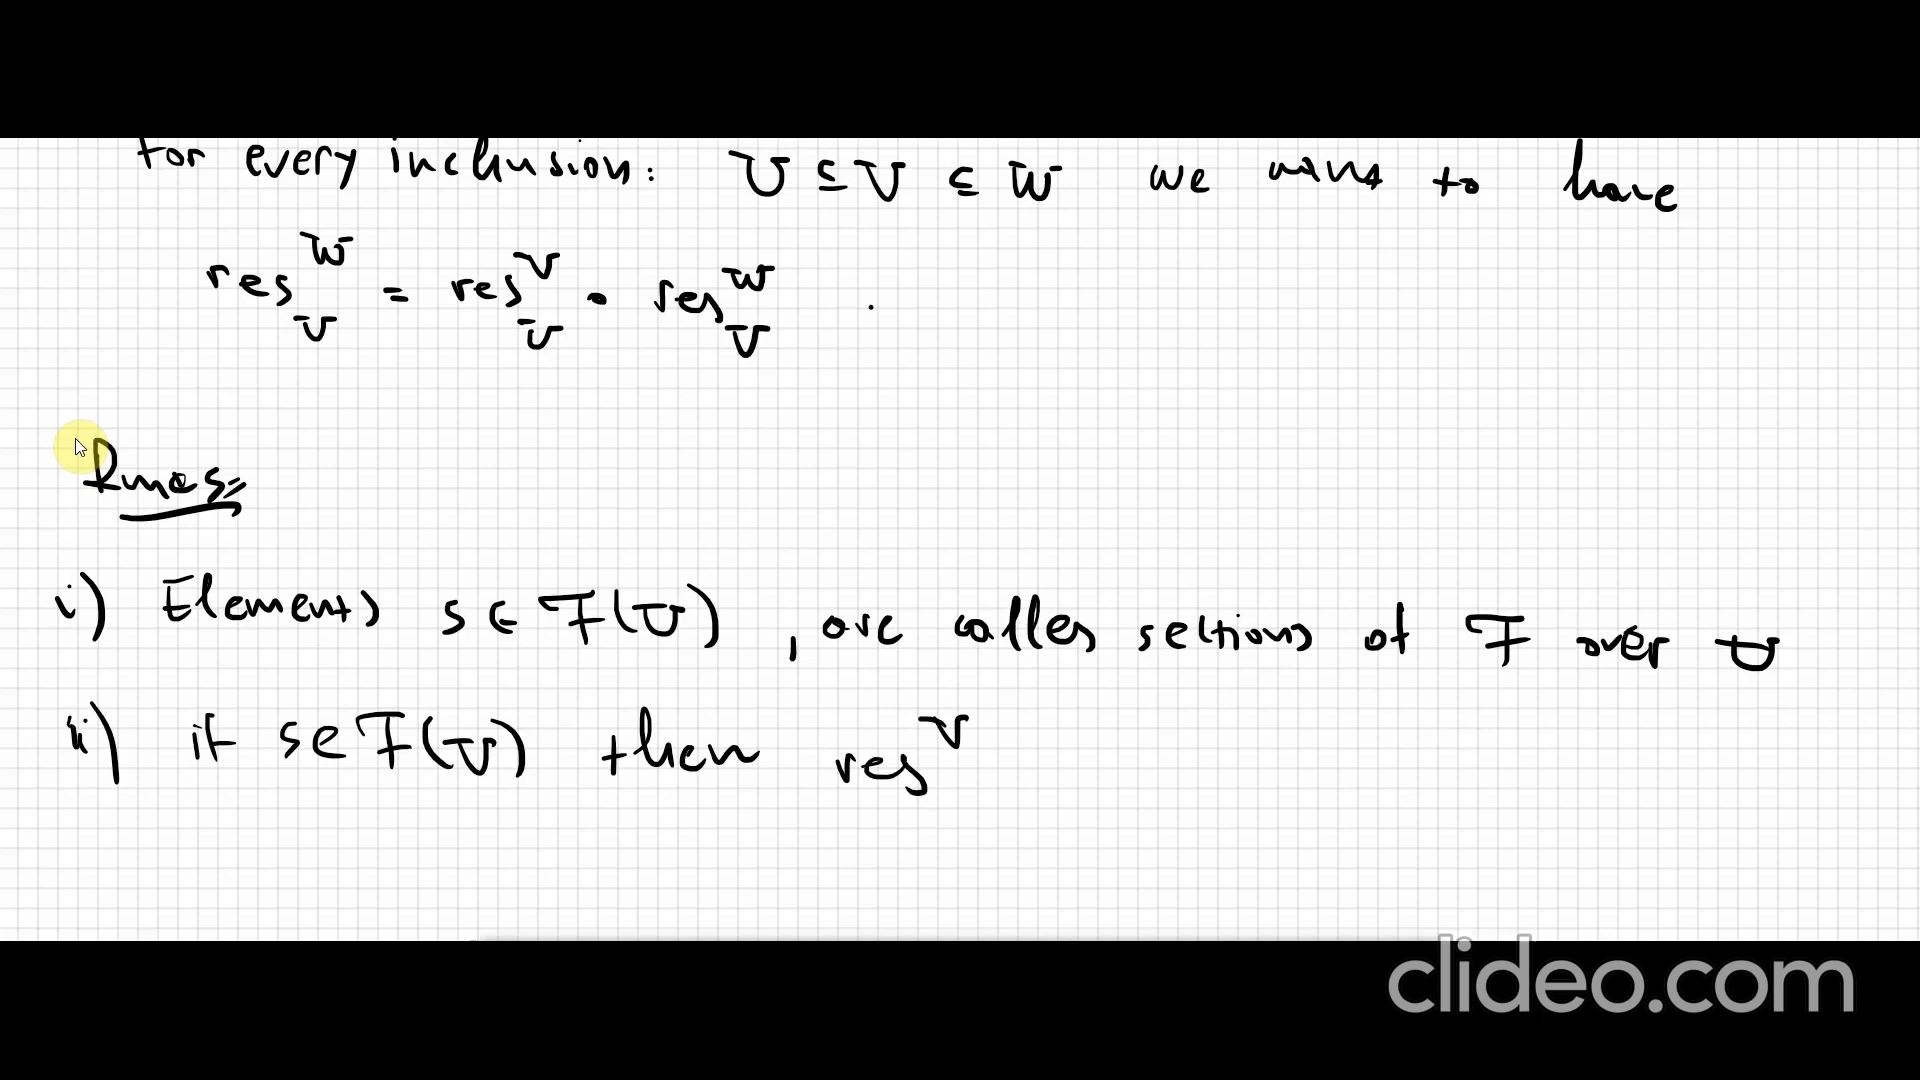 For every inclusion: U ⊆ V ⊆ W we want to have
res^W_U = res^V_U ∘ res^W_V .
i) Elements s ∈ F(U), are called sections of F over U
ii) if s ∈ F(V) then res^V
clideo.com